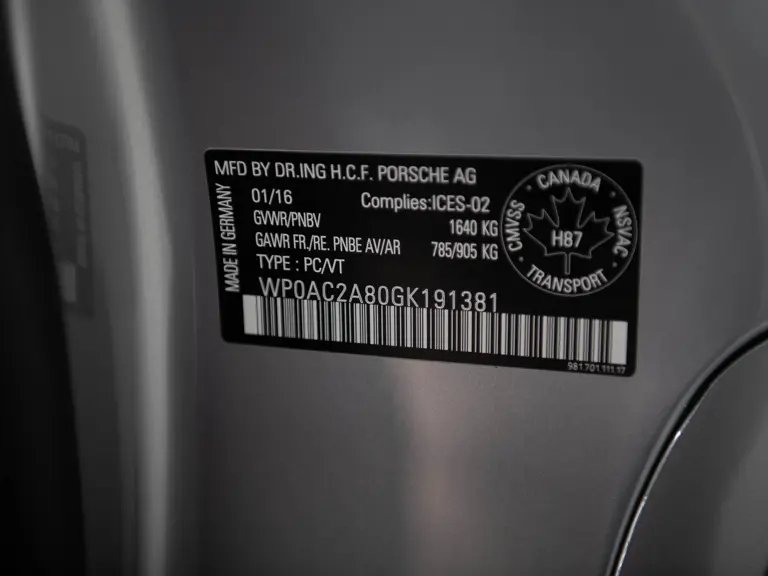 MFD BY DR.ING H.C.F. PORSCHE AG
01/16 Complies:ICES-02
GVWR/PNBV 1640 KG
GAWR FR./RE. PNBE AV/AR 785/905 KG
TYPE : PC/VT
WP0AC2A80GK191381
MADE IN GERMANY
CANADA
CMVSS
NSVAC
H87
TRANSPORT
981.701.111.17